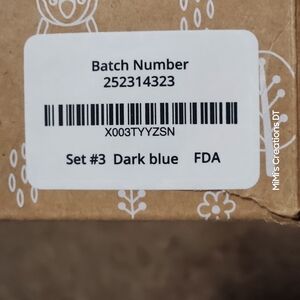 Batch Number
252314323
X003TYYZSN
Set #3 Dark blue FDA
MiMi's Creations.DT